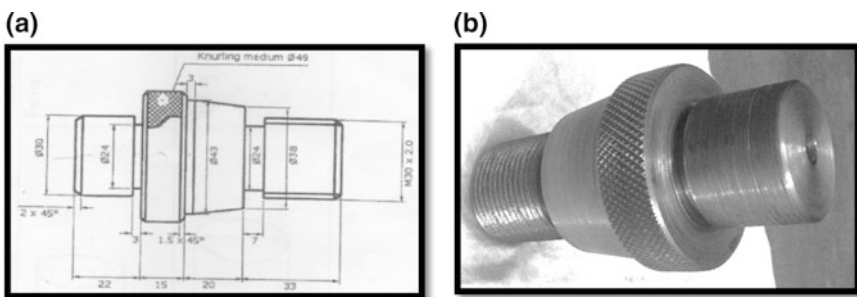 (a)
(b)
Knurling medium Ø49
3
Ø30
Ø24
Ø43
Ø24
Ø38
M30 x 2.0
2 x 45°
3
1.5 x 45°
7
22
15
20
33